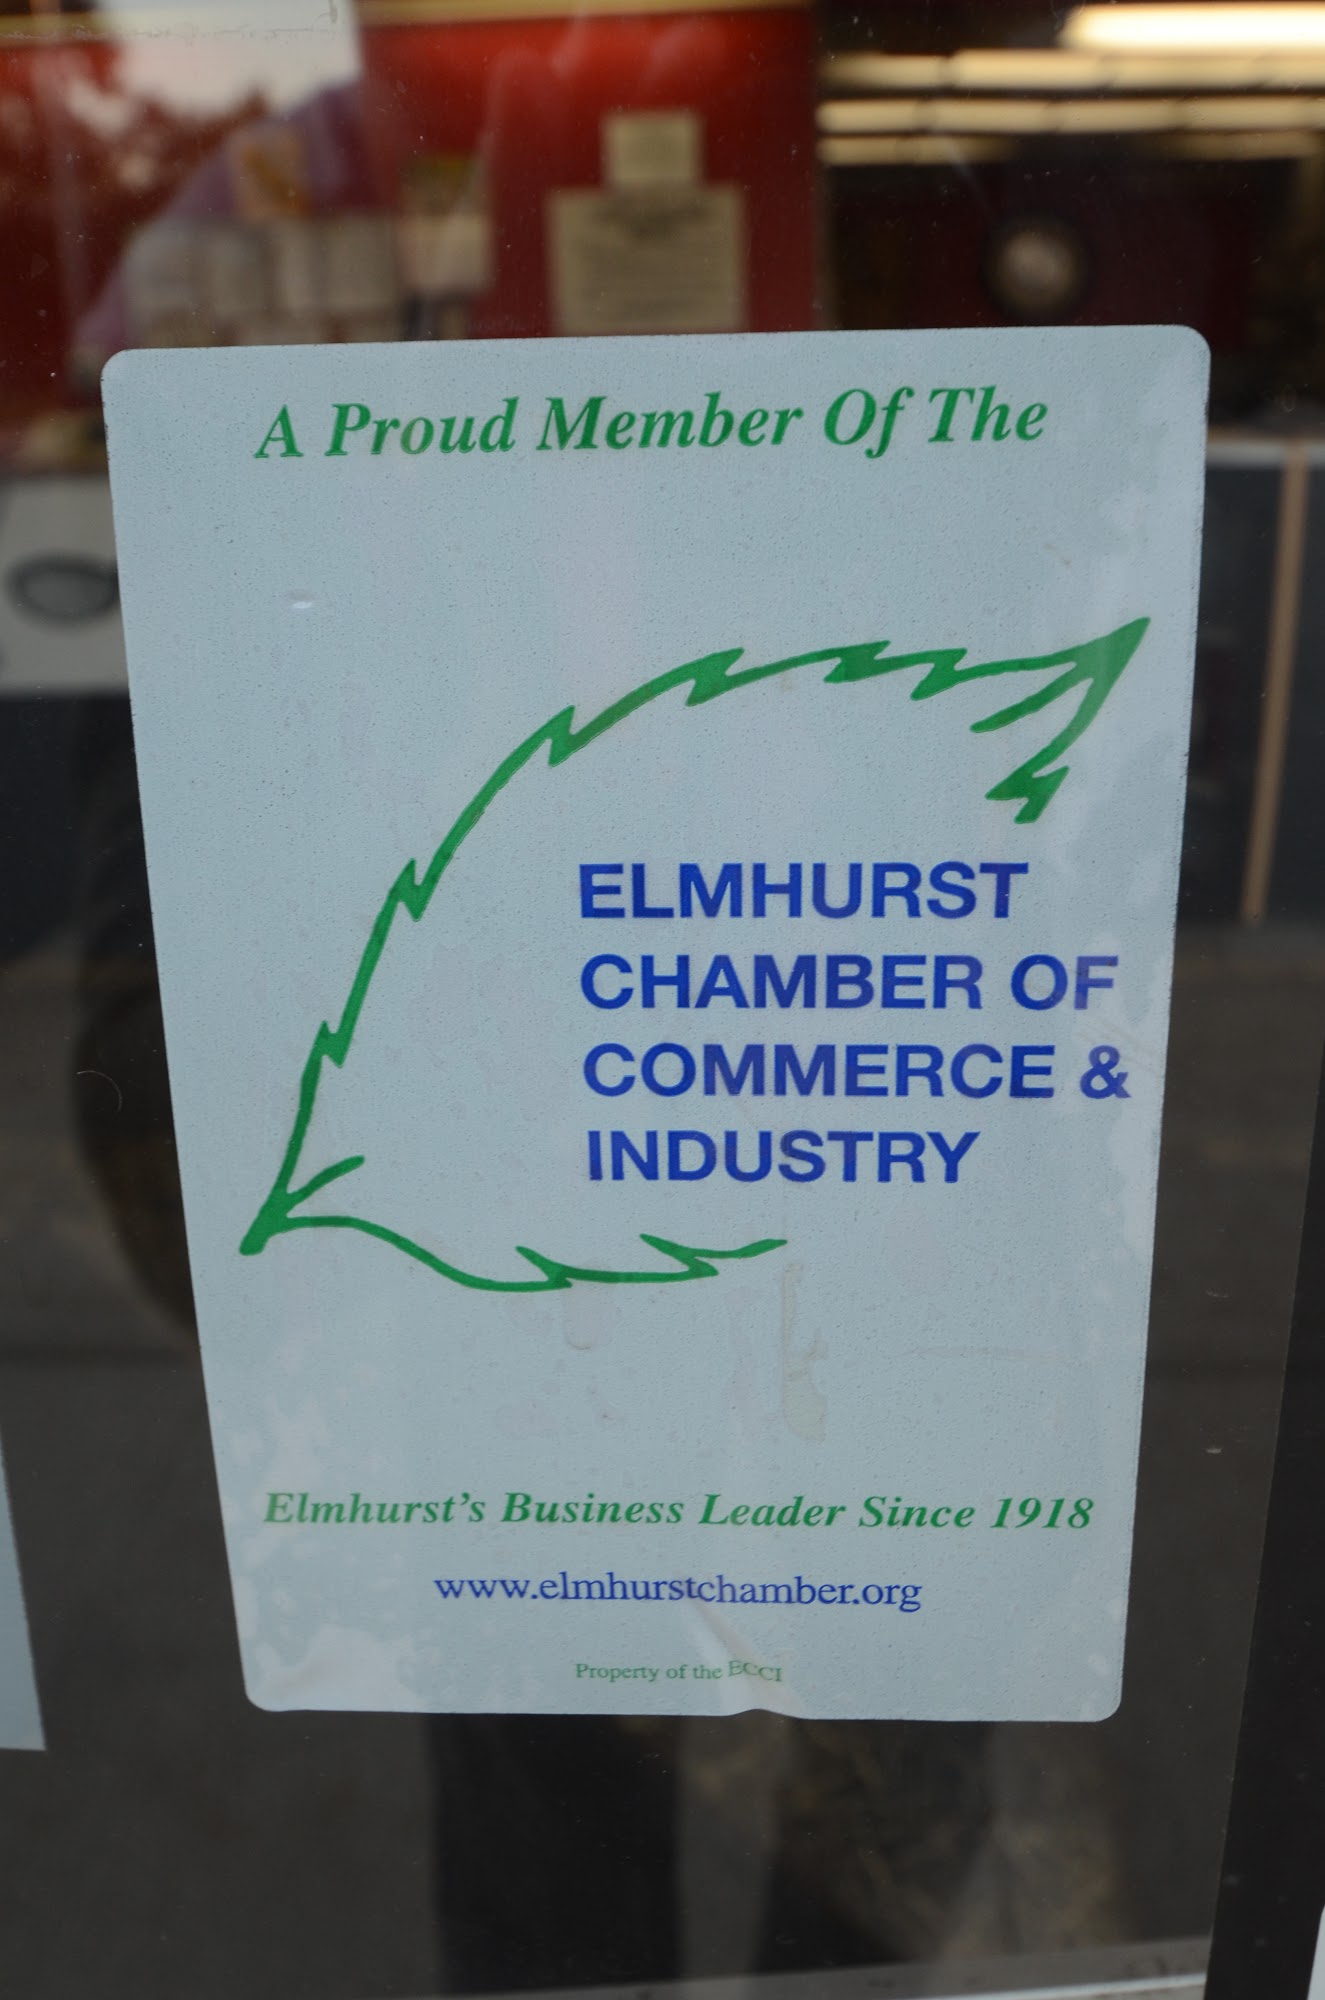 A Proud Member Of The
ELMHURST
CHAMBER OF
COMMERCE &
INDUSTRY
Elmhurst's Business Leader Since 1918
www.elmhurstchamber.org
Property of the ECCI